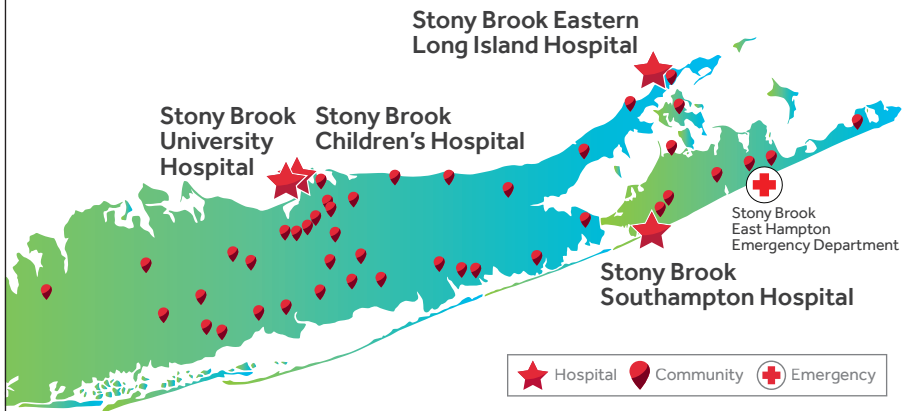 Stony Brook Eastern
Long Island Hospital
Stony Brook
University
Hospital
Stony Brook
Children's Hospital
Stony Brook
East Hampton
Emergency Department
Stony Brook
Southampton Hospital
Hospital
Community
Emergency